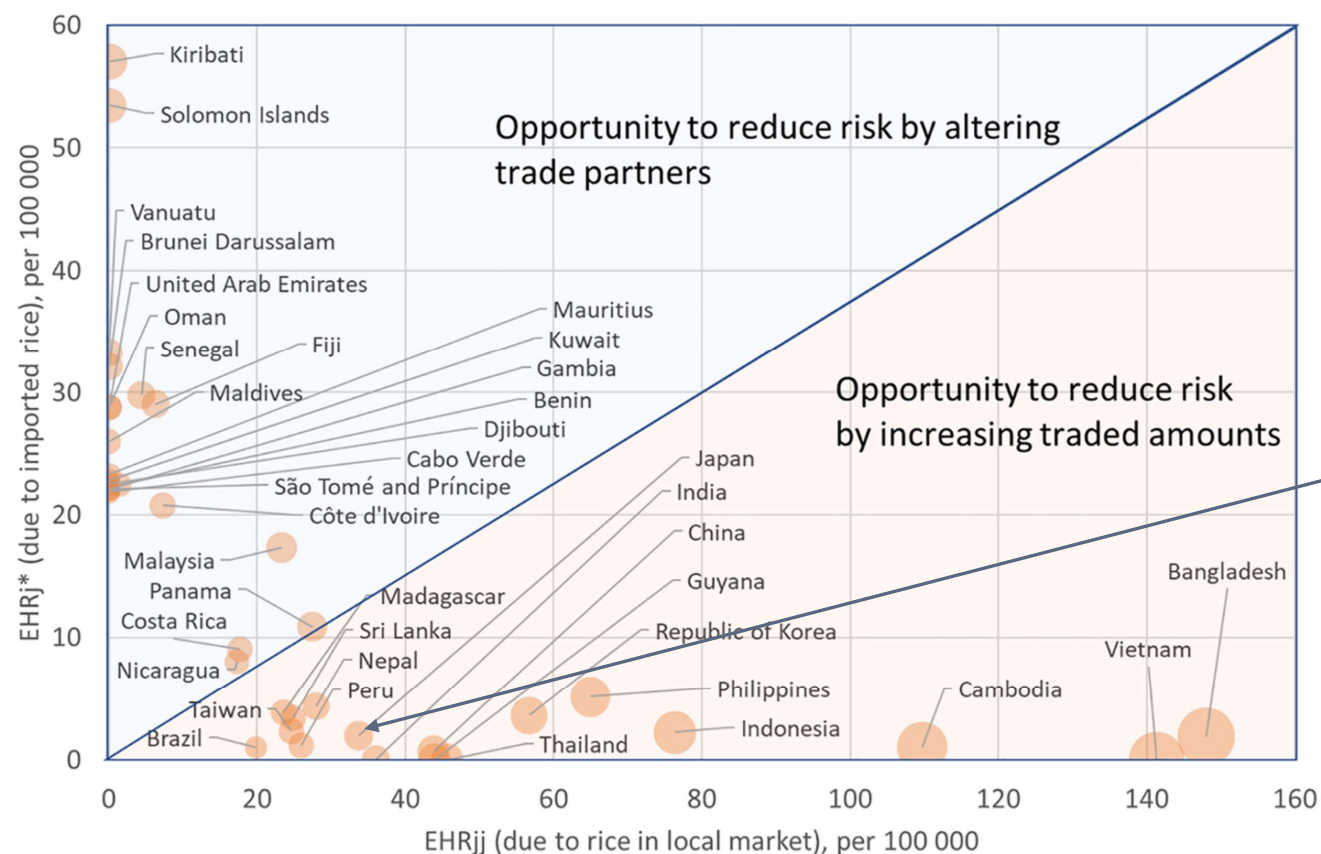 60
50
40
30
20
10
0
EHRj* (due to imported rice), per 100 000
Kiribati
Solomon Islands
Opportunity to reduce risk by altering
trade partners
Vanuatu
Brunei Darussalam
United Arab Emirates
Oman
Senegal
Fiji
Maldives
Mauritius
Kuwait
Gambia
Benin
Djibouti
Cabo Verde
São Tomé and Príncipe
Côte d'Ivoire
Opportunity to reduce risk
by increasing traded amounts
Japan
India
China
Guyana
Republic of Korea
Malaysia
Panama
Costa Rica
Nicaragua
Madagascar
Sri Lanka
Nepal
Peru
Taiwan
Brazil
Philippines
Indonesia
Thailand
Cambodia
Vietnam
Bangladesh
0 20 40 60 80 100 120 140 160
EHRjj (due to rice in local market), per 100 000